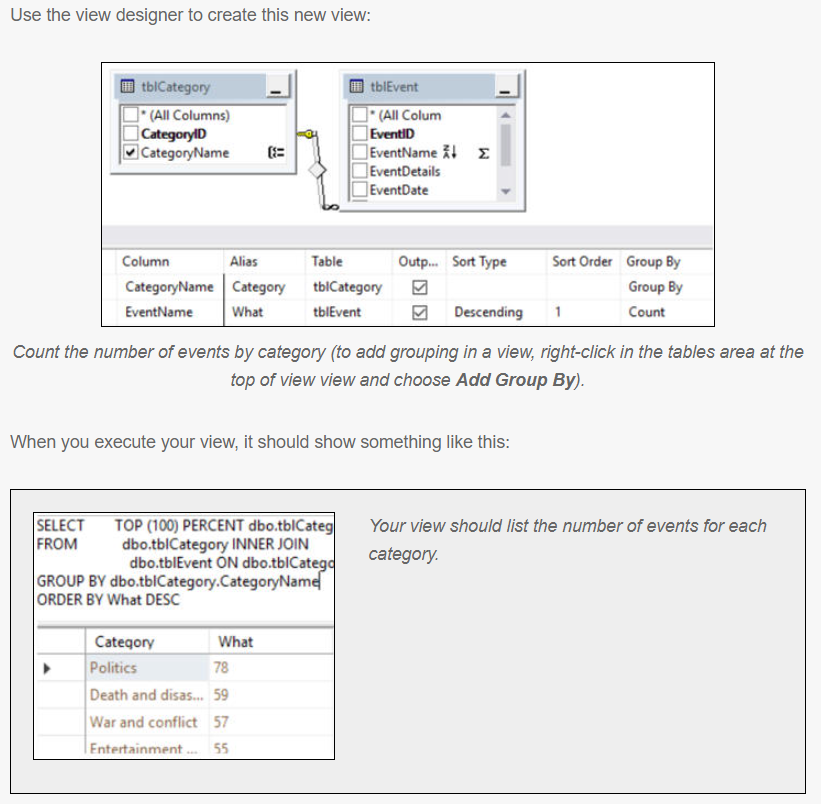 Use the view designer to create this new view:
tblCategory
* (All Columns)
CategoryID
CategoryName
tblEvent
* (All Colum
EventID
EventName
EventDetails
EventDate
Column Alias Table Outp... Sort Type Sort Order Group By
CategoryName Category tblCategory Group By
EventName What tblEvent Descending 1 Count
Count the number of events by category (to add grouping in a view, right-click in the tables area at the
top of view view and choose Add Group By).
When you execute your view, it should show something like this:
SELECT TOP (100) PERCENT dbo.tblCateg
FROM dbo.tblCategory INNER JOIN
dbo.tblEvent ON dbo.tblCatego
GROUP BY dbo.tblCategory.CategoryName
ORDER BY What DESC
Category What
Politics 78
Death and disas... 59
War and conflict 57
Entertainment ... 55
Your view should list the number of events for each
category.